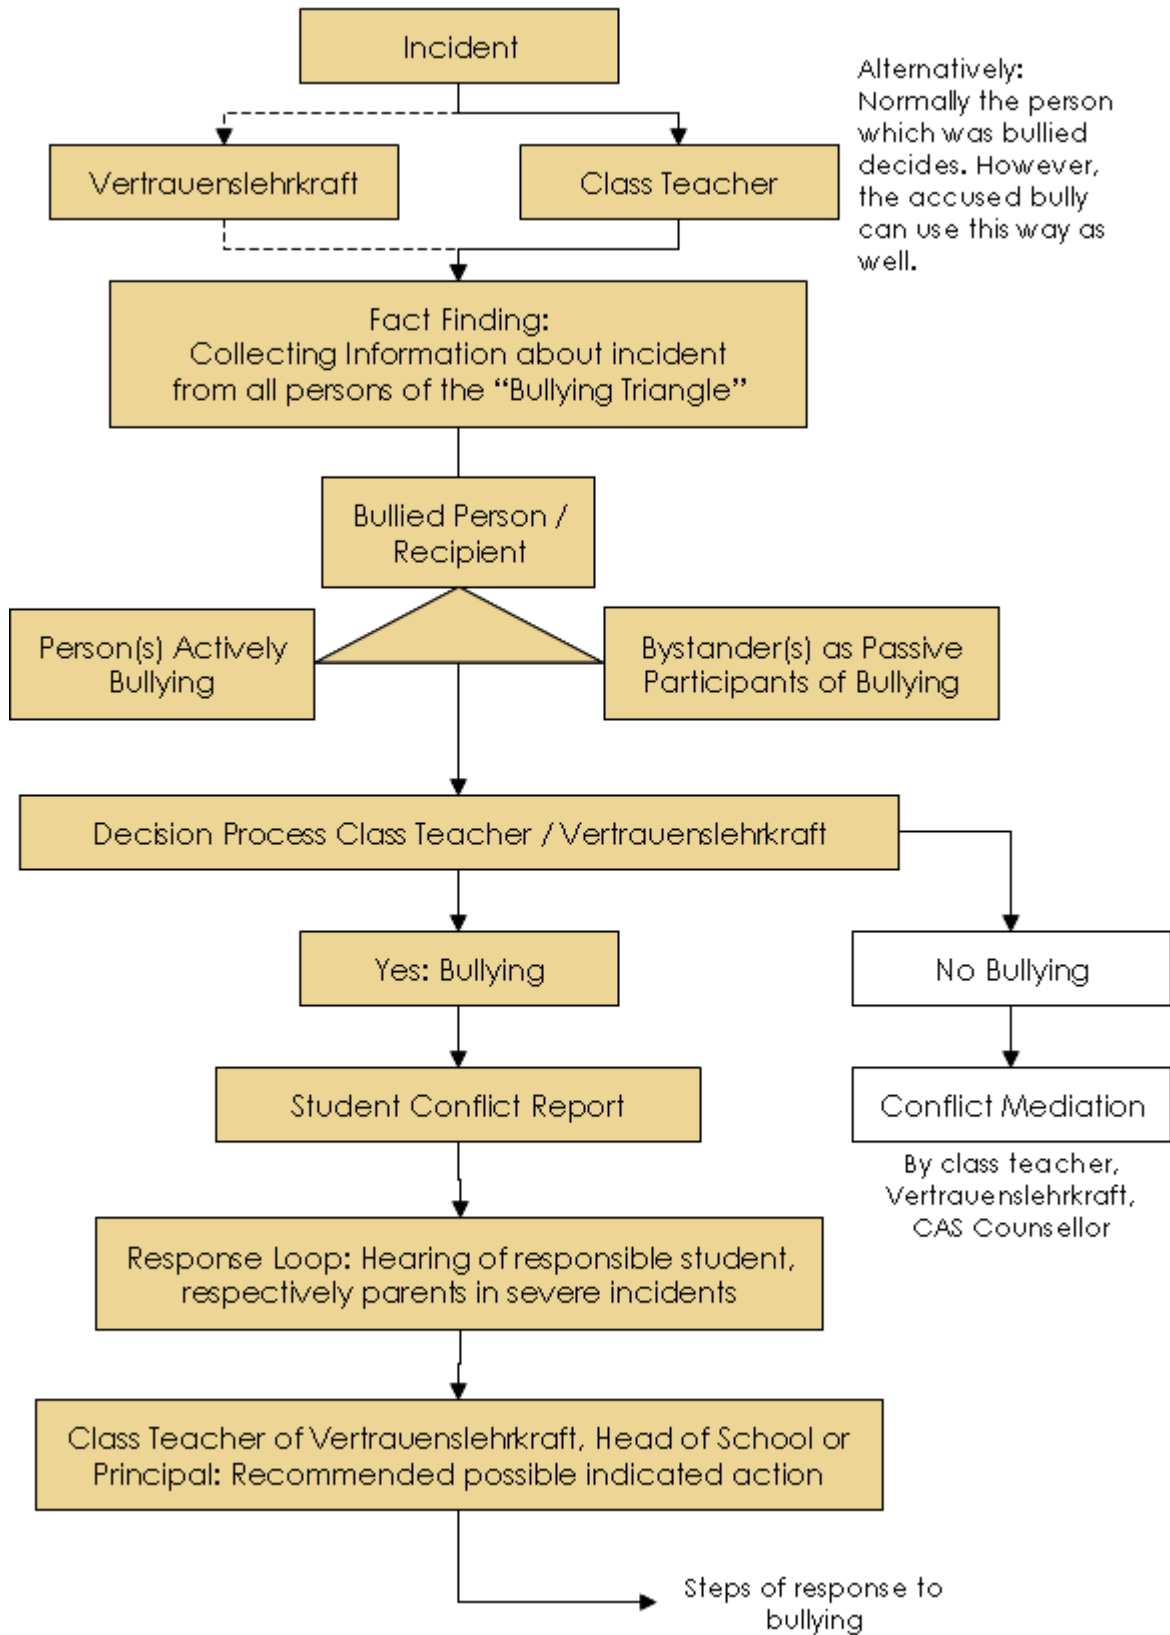 Incident
Alternatively:
Normally the person
which was bullied
decides. However,
the accused bully
can use this way as
well.
Vertrauenslehrkraft
Class Teacher
Fact Finding:
Collecting Information about incident
from all persons of the “Bullying Triangle”
Bullied Person /
Recipient
Person(s) Actively
Bullying
Bystander(s) as Passive
Participants of Bullying
Decision Process Class Teacher / Vertrauenslehrkraft
Yes: Bullying
No Bullying
Student Conflict Report
Conflict Mediation
By class teacher,
Vertrauenslehrkraft,
CAS Counsellor
Response Loop: Hearing of responsible student,
respectively parents in severe incidents
Class Teacher of Vertrauenslehrkraft, Head of School or
Principal: Recommended possible indicated action
Steps of response to
bullying